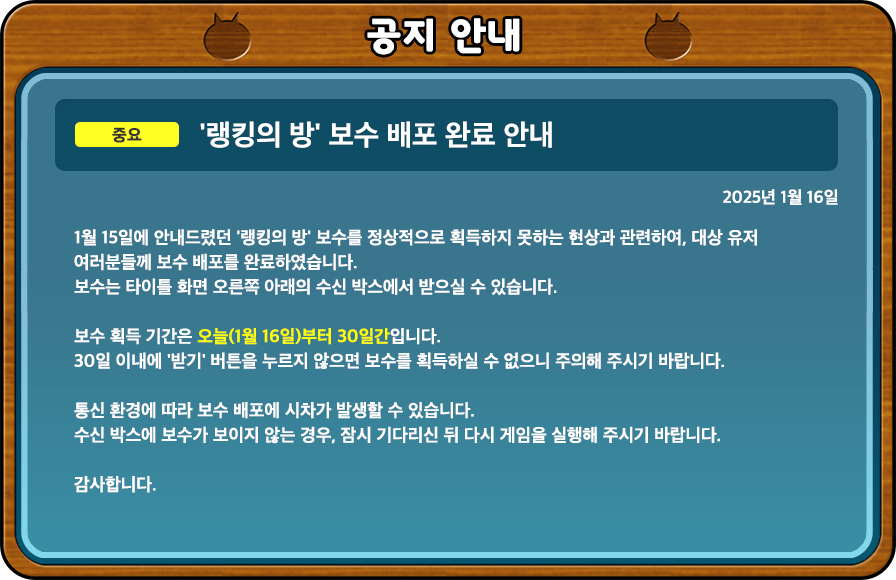 공지 안내
중요
'랭킹의 방' 보수 배포 완료 안내
2025년 1월 16일
1월 15일에 안내드렸던 '랭킹의 방' 보수를 정상적으로 획득하지 못하는 현상과 관련하여, 대상 유저
여러분들께 보수 배포를 완료하였습니다.
보수는 타이틀 화면 오른쪽 아래의 수신 박스에서 받으실 수 있습니다.
보수 획득 기간은 오늘(1월 16일)부터 30일간입니다.
30일 이내에 '받기' 버튼을 누르지 않으면 보수를 획득하실 수 없으니 주의해 주시기 바랍니다.
통신 환경에 따라 보수 배포에 시차가 발생할 수 있습니다.
수신 박스에 보수가 보이지 않는 경우, 잠시 기다리신 뒤 다시 게임을 실행해 주시기 바랍니다.
감사합니다.